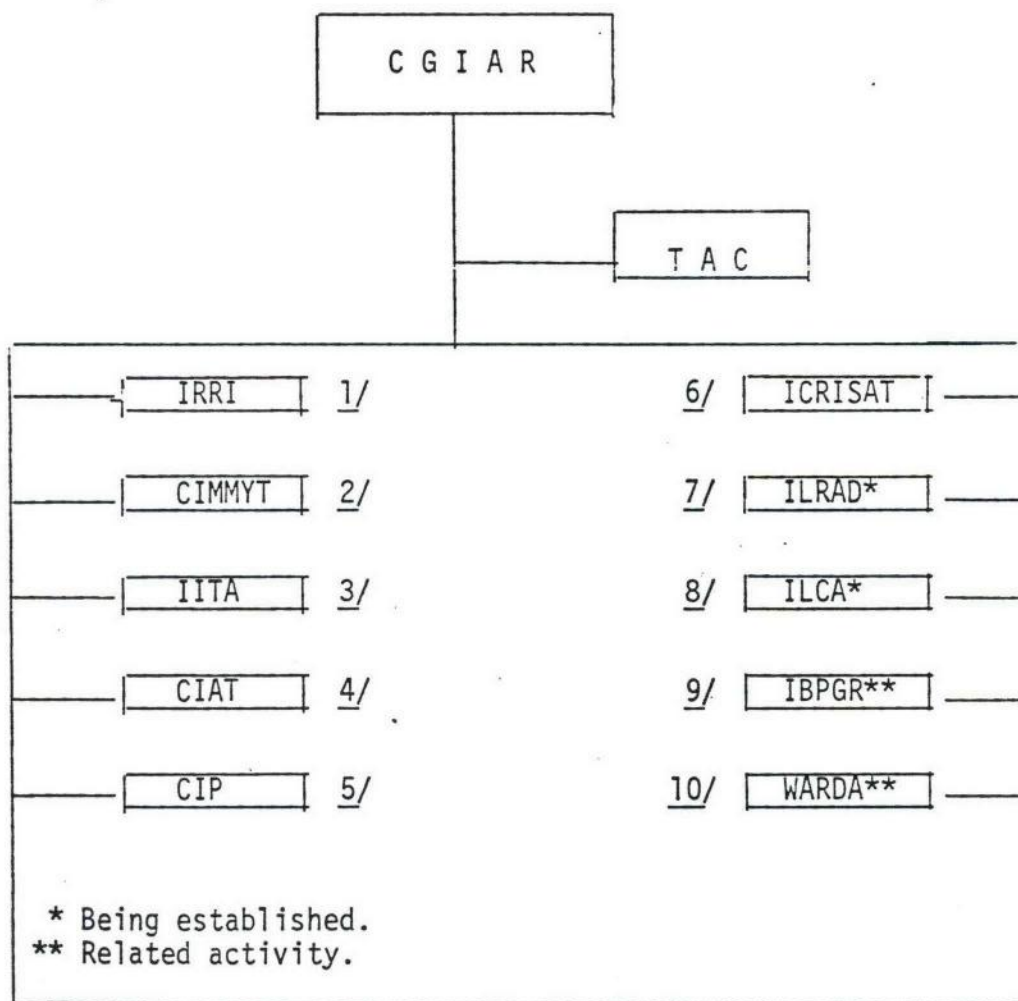 C G I A R
T A C
IRRI 1/ 6/ ICRISAT
CIMMYT 2/ 7/ ILRAD*
IITA 3/ 8/ ILCA*
CIAT 4/ 9/ IBPGR**
CIP 5/ 10/ WARDA**
* Being established.
** Related activity.